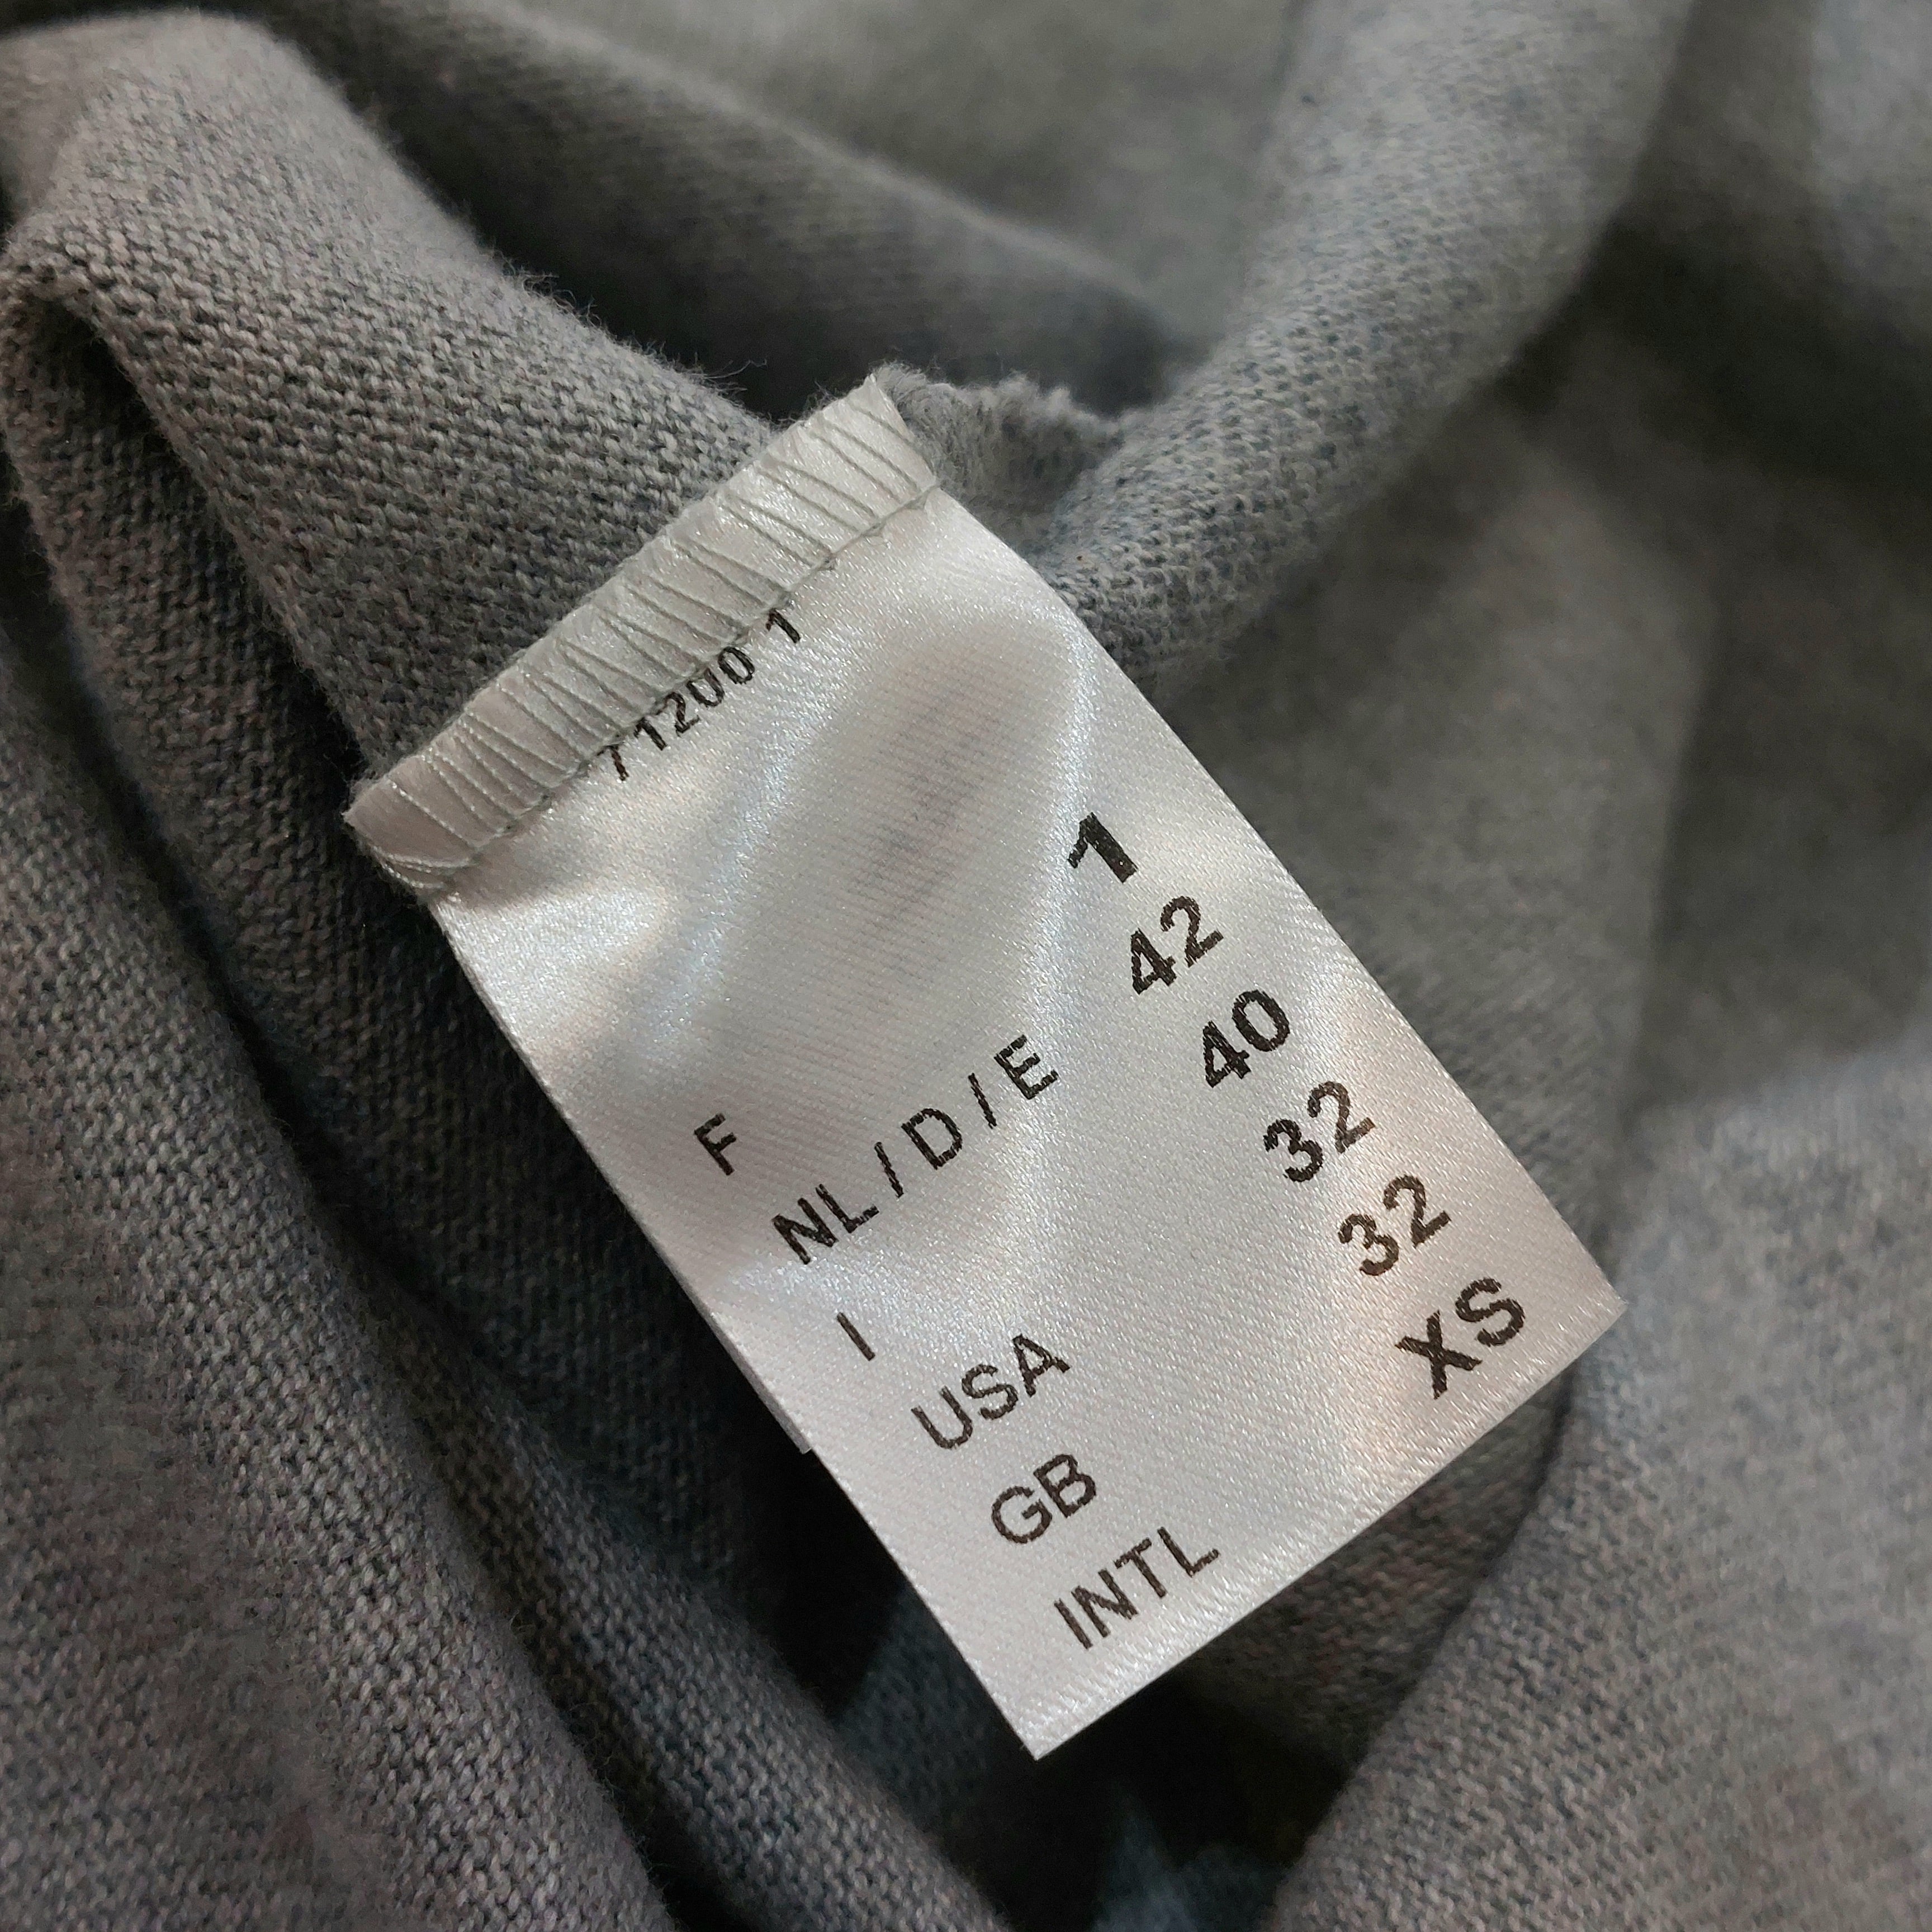 71200 1
F 1
NL / D / E 42
I 40
USA 32
GB 32
INTL XS